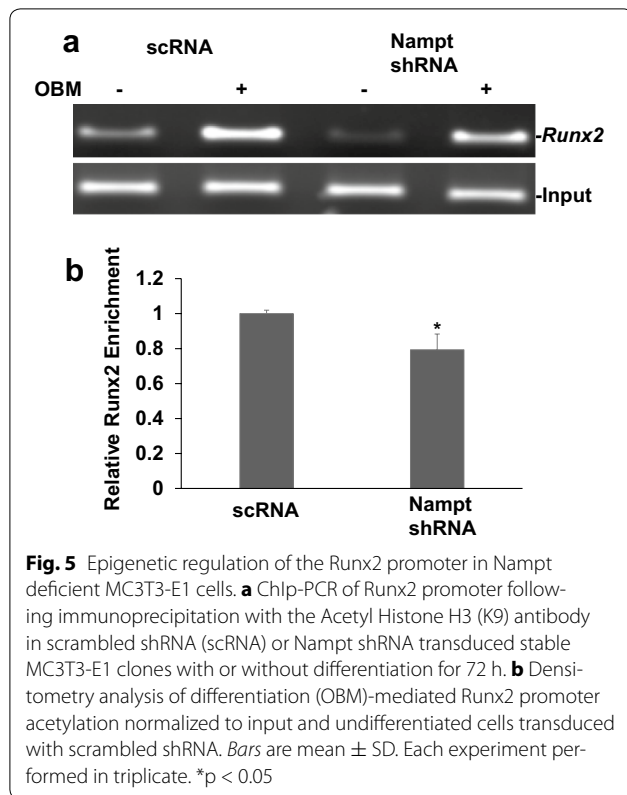 a
scRNA
Nampt
shRNA
OBM - + - +
-Runx2
-Input
b
Relative Runx2 Enrichment
1.2
1
0.8
0.6
0.4
0.2
0
*
scRNA
Nampt
shRNA
Fig. 5 Epigenetic regulation of the Runx2 promoter in Nampt
deficient MC3T3-E1 cells. a ChIp-PCR of Runx2 promoter follow-
ing immunoprecipitation with the Acetyl Histone H3 (K9) antibody
in scrambled shRNA (scRNA) or Nampt shRNA transduced stable
MC3T3-E1 clones with or without differentiation for 72 h. b Densi-
tometry analysis of differentiation (OBM)-mediated Runx2 promoter
acetylation normalized to input and undifferentiated cells transduced
with scrambled shRNA. Bars are mean ± SD. Each experiment per-
formed in triplicate. *p < 0.05